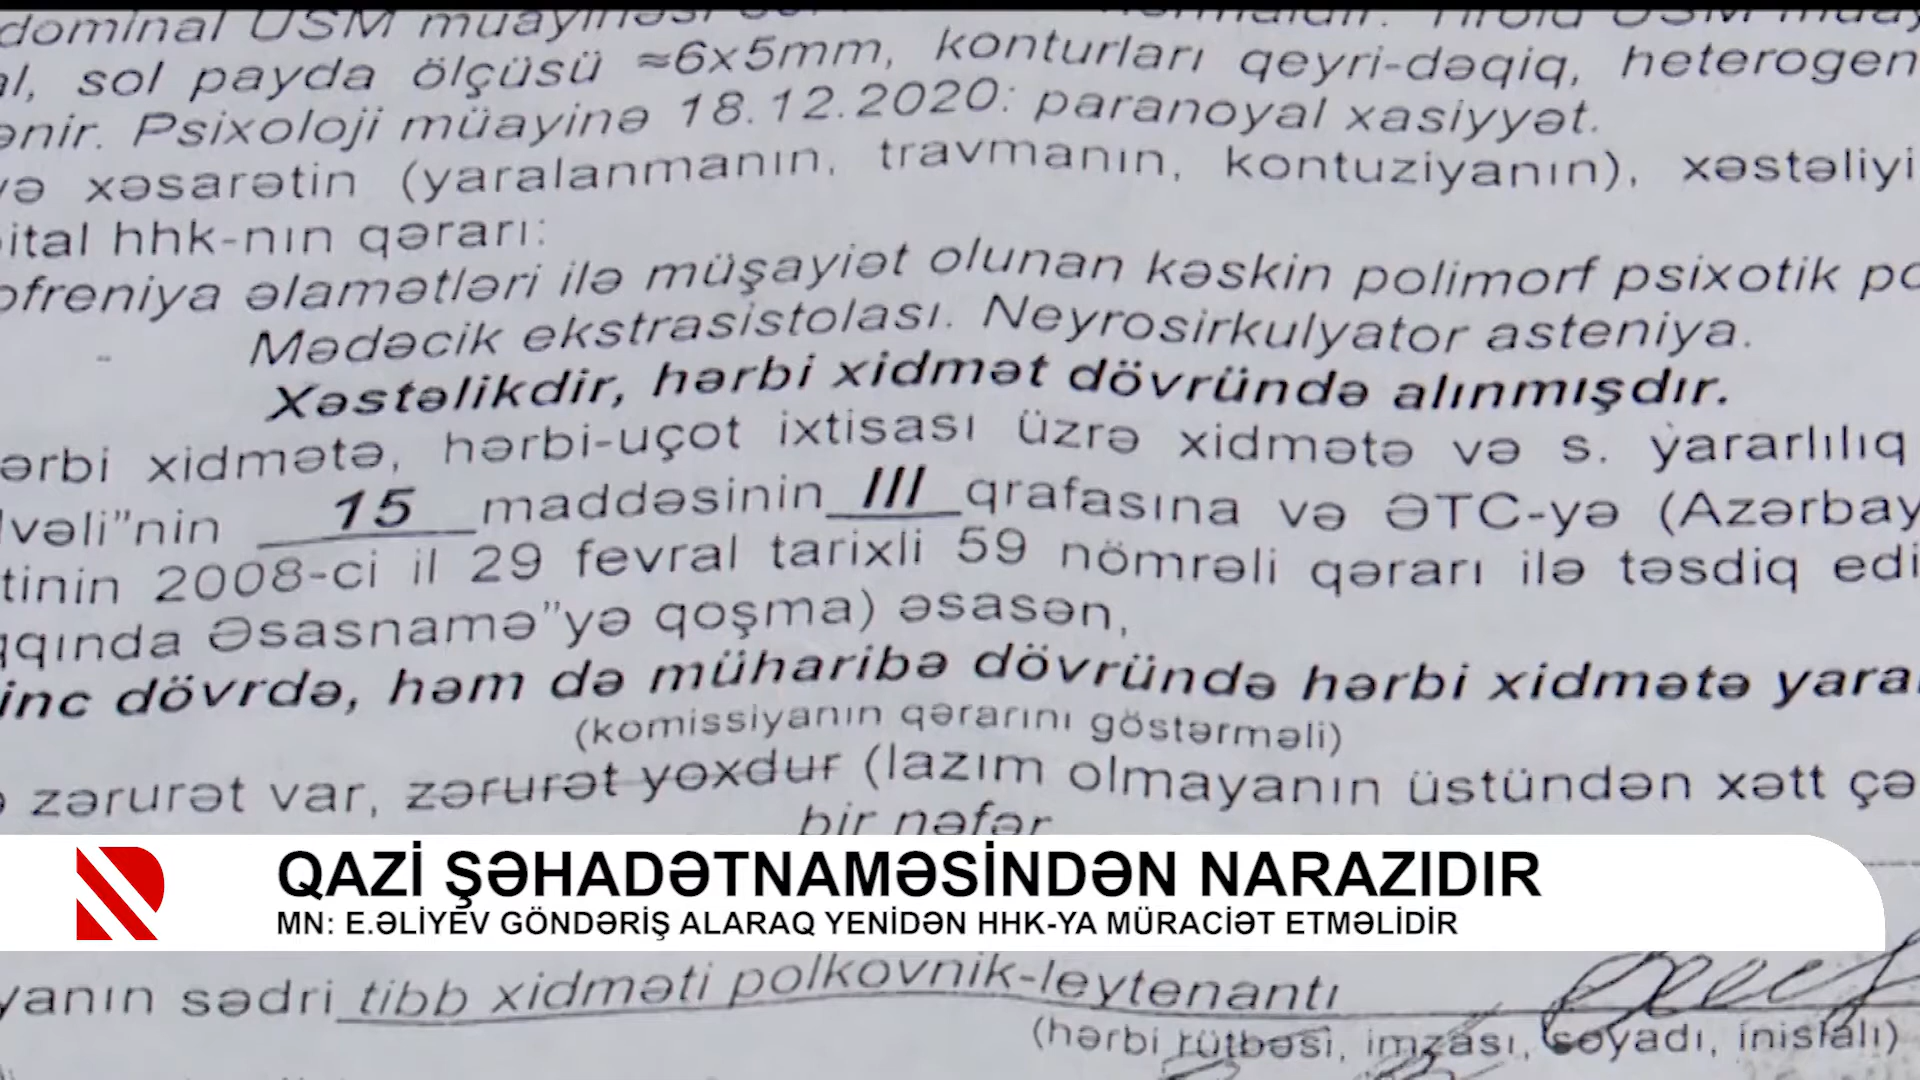 dominal USM müayinəsi
al, sol payda ölçüsü ≈6x5mm, konturları qeyri-dəqiq, heterogen
ənir. Psixoloji müayinə 18.12.2020: paranoyal xasiyyət.
və xəsarətin (yaralanmanın, travmanın, kontuziyanın), xəstəliyi
ital hhk-nın qərarı:
ofreniya əlamətləri ilə müşayiət olunan kəskin polimorf psixotik po
Mədəcik ekstrasistolası. Neyrosirkulyator asteniya.
Xəstəlikdir, hərbi xidmət dövründə alınmışdır.
ərbi xidmətə, hərbi-uçot ixtisası üzrə xidmətə və s. yararlılıq
lvəli”nin 15 maddəsinin III qrafasına və ƏTC-yə (Azərbay
tinin 2008-ci il 29 fevral tarixli 59 nömrəli qərarı ilə təsdiq edi
qqında Əsasnamə”yə qoşma) əsasən,
inc dövrdə, həm də müharibə dövründə hərbi xidmətə yara
(komissiyanın qərarını göstərməli)
ə zərurət var, zərurət yoxdur (lazım olmayanın üstündən xətt çə
bir nəfər
QAZİ ŞƏHADƏTNAMƏSİNDƏN NARAZIDIR
MN: E.ƏLİYEV GÖNDƏRİŞ ALARAQ YENİDƏN HHK-YA MÜRACİƏT ETMƏLİDİR
yanın sədri tibb xidməti polkovnik-leytenantı
(hərbi rütbəsi, imzası, soyadı, inisialı)